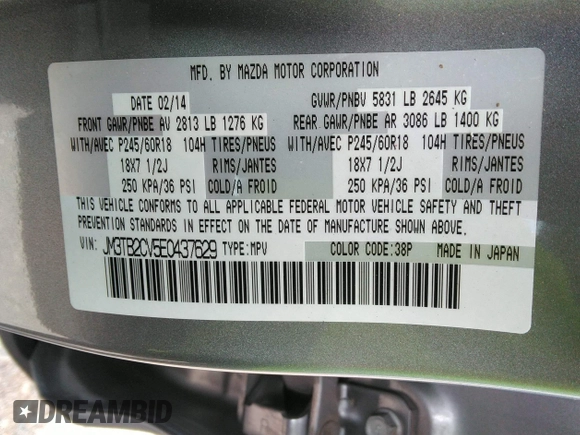 MFD. BY MAZDA MOTOR CORPORATION
DATE 02/14 GVWR/PNBV 5831 LB 2645 KG
FRONT GAWR/PNBE AV 2813 LB 1276 KG REAR GAWR/PNBE AR 3086 LB 1400 KG
WITH/AVEC P245/60R18 104H TIRES/PNEUS WITH/AVEC P245/60R18 104H TIRES/PNEUS
18X7 1/2J RIMS/JANTES 18X7 1/2J RIMS/JANTES
250 KPA/36 PSI COLD/A FROID 250 KPA/36 PSI COLD/A FROID
THIS VEHICLE CONFORMS TO ALL APPLICABLE FEDERAL MOTOR VEHICLE SAFETY AND THEFT
PREVENTION STANDARDS IN EFFECT ON THE DATE OF MANUFACTURE SHOWN ABOVE.
VIN: JM3TB2CV5E0437629 TYPE:MPV COLOR CODE:38P MADE IN JAPAN
DREAMBID